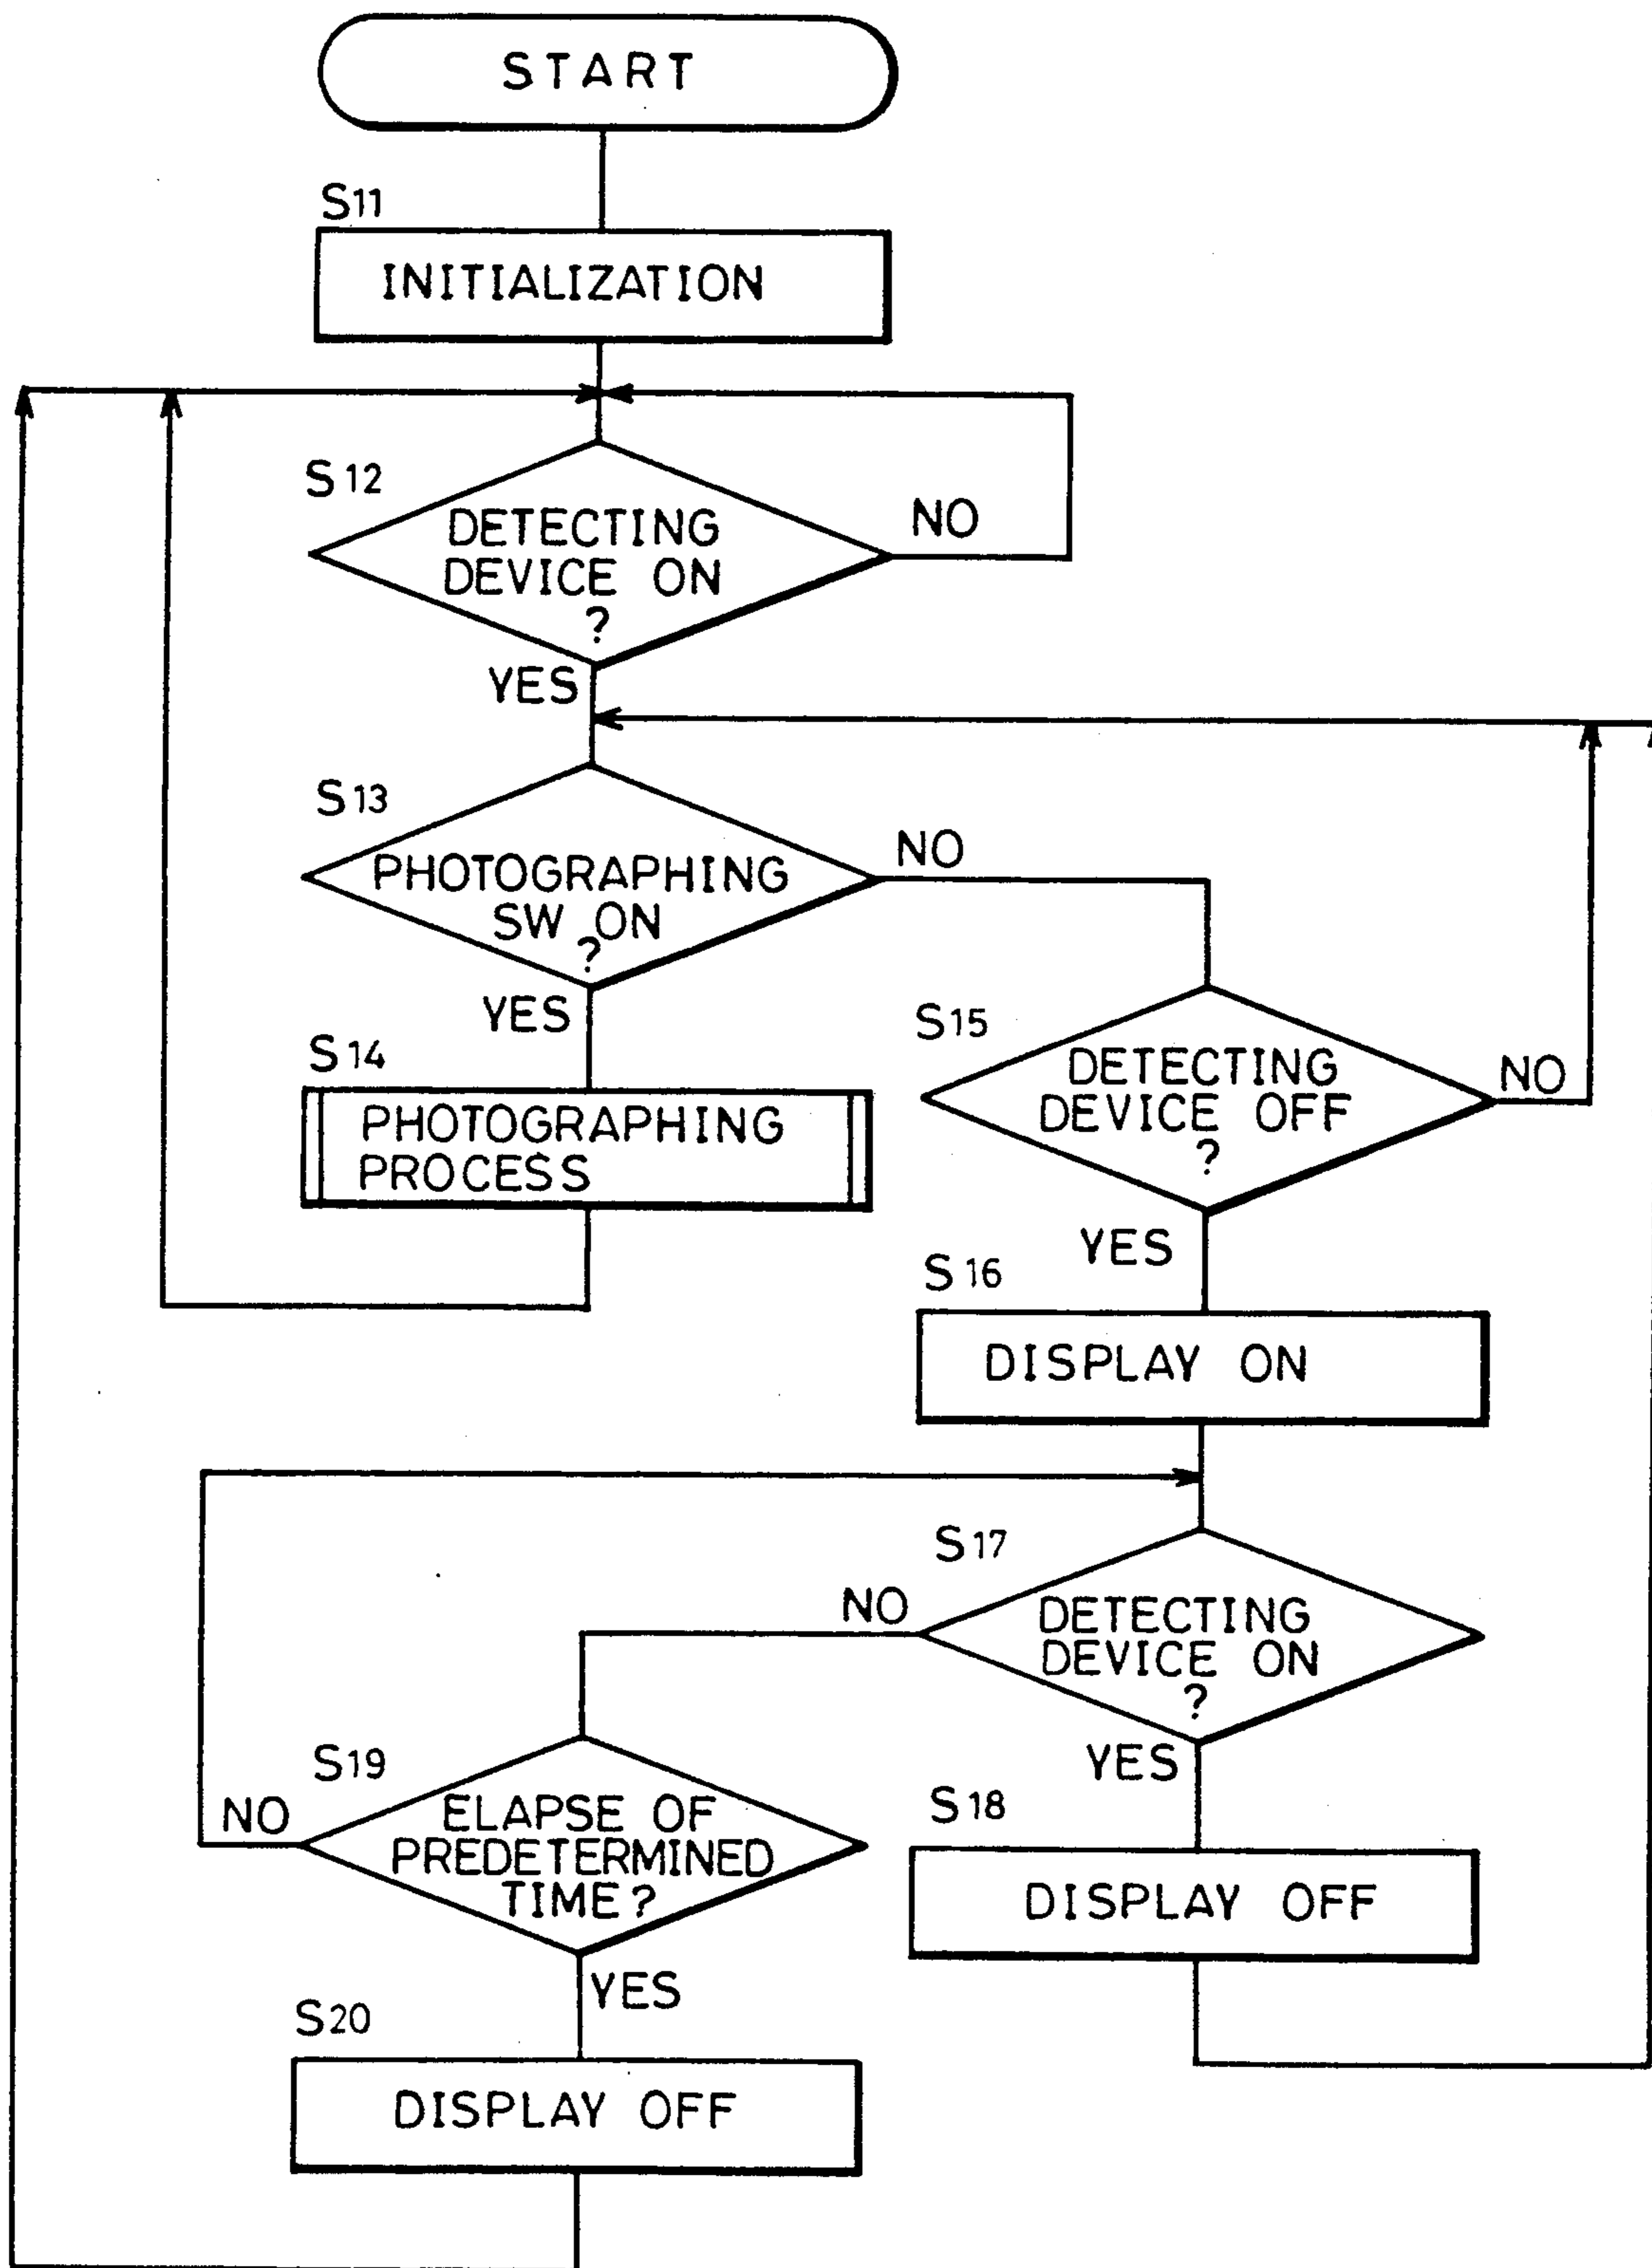 START
S11
INITIALIZATION
S12
DETECTING
DEVICE ON
?
NO
YES
S13
PHOTOGRAPHING
SW ON
?
NO
YES
S14
PHOTOGRAPHING
PROCESS
S15
DETECTING
DEVICE OFF
?
NO
YES
S16
DISPLAY ON
S17
DETECTING
DEVICE ON
?
NO
YES
S18
DISPLAY OFF
S19
ELAPSE OF
PREDETERMINED
TIME?
NO
YES
S20
DISPLAY OFF